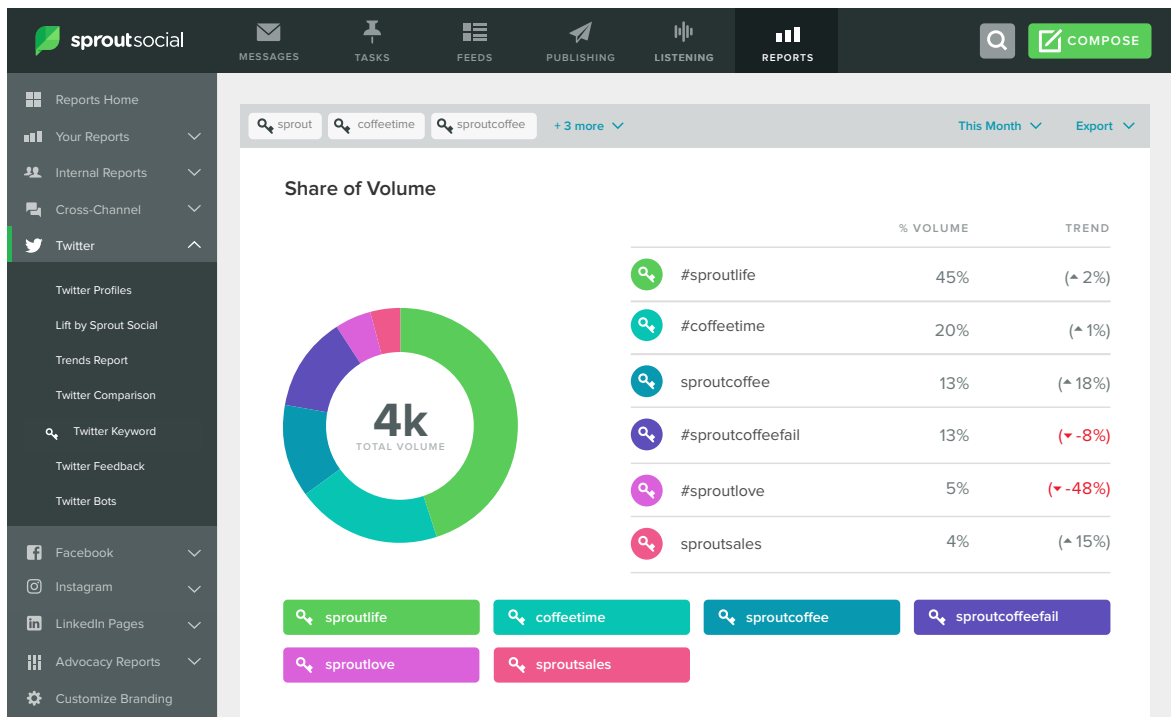 sproutsocial
MESSAGES
TASKS
FEEDS
PUBLISHING
LISTENING
REPORTS
COMPOSE
Reports Home
Your Reports
Internal Reports
Cross-Channel
Twitter
Twitter Profiles
Lift by Sprout Social
Trends Report
Twitter Comparison
Twitter Keyword
Twitter Feedback
Twitter Bots
Facebook
Instagram
LinkedIn Pages
Advocacy Reports
Customize Branding
sprout coffeetime sproutcoffee + 3 more This Month Export
Share of Volume
4k
TOTAL VOLUME
% VOLUME TREND
#sproutlife 45% (▲ 2%)
#coffeetime 20% (▲ 1%)
sproutcoffee 13% (▲ 18%)
#sproutcoffeefail 13% (▼ -8%)
#sproutlove 5% (▼ -48%)
sproutsales 4% (▲ 15%)
sproutlife coffeetime sproutcoffee sproutcoffeefail
sproutlove sproutsales